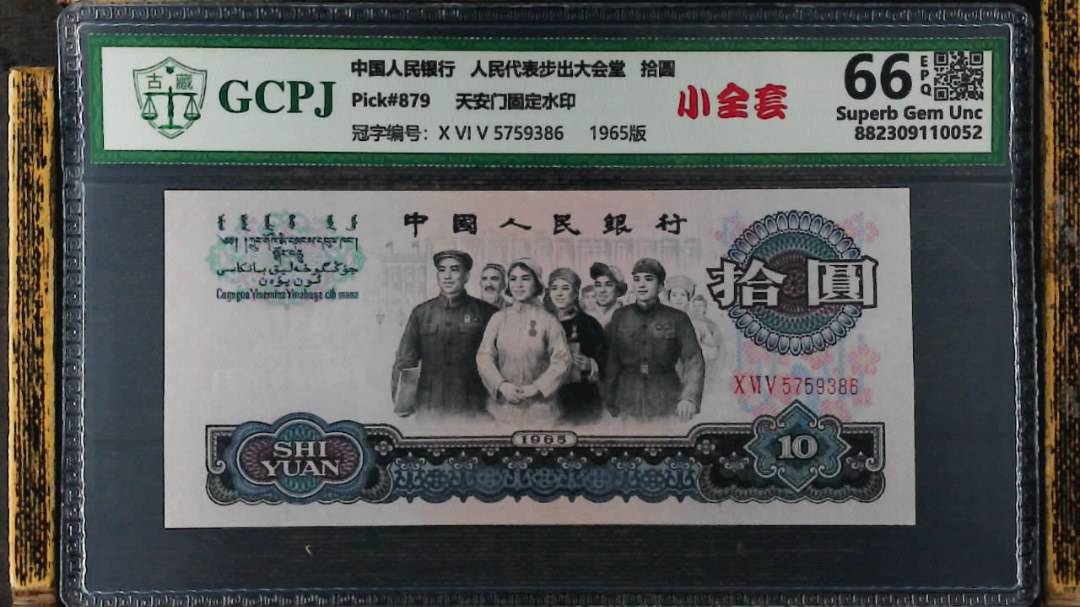 古藏
GCPJ
中国人民银行 人民代表步出大会堂 拾圆
Pick#879 天安门固定水印
冠字编号：X VI V 5759386 1965版
小全套
66 EPQ
Superb Gem Unc
882309110052
中國人民銀行
拾圓
X VI V 5759386
1965
SHI
YUAN
10